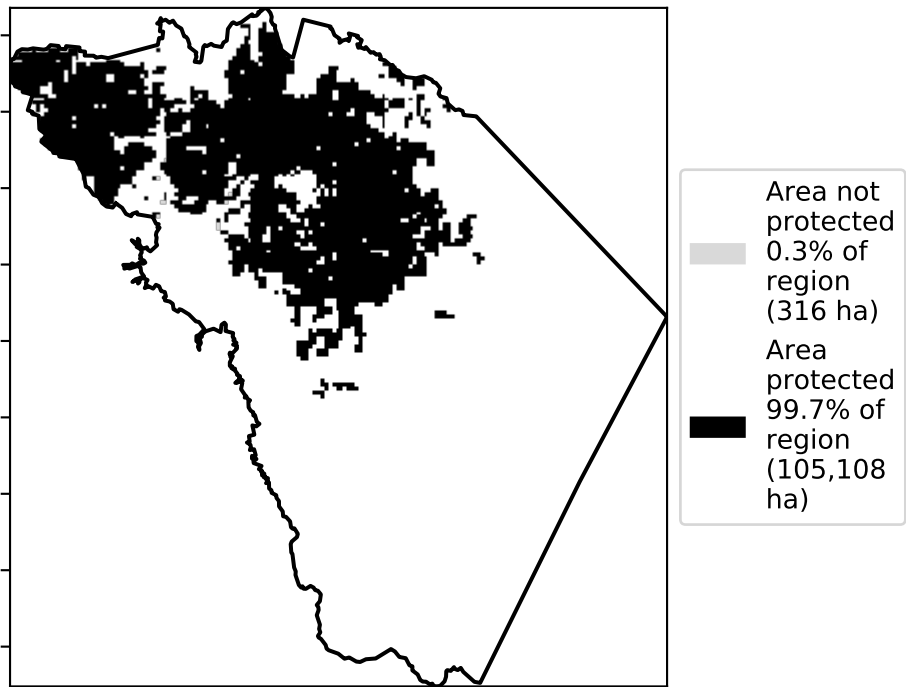 Area not
protected
0.3% of
region
(316 ha)
Area
protected
99.7% of
region
(105,108
ha)